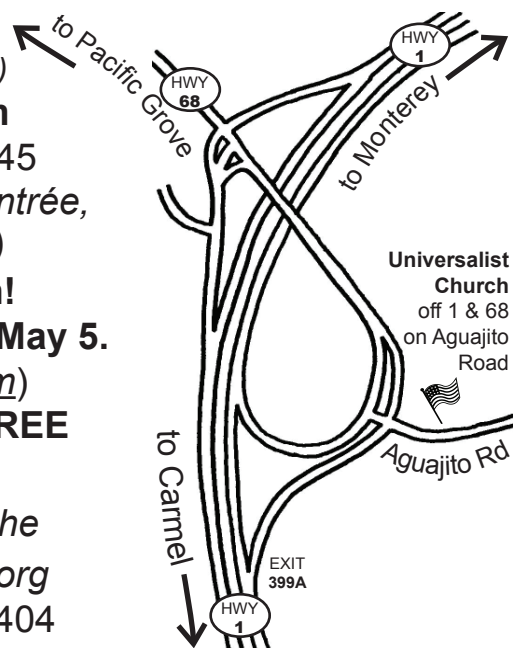 )
n
45
ntrée,
)
n!
May 5.
m)
REE
he
org
404
to Pacific Grove
HWY
68
HWY
1
to Monterey
Universalist
Church
off 1 & 68
on Aguajito
Road
Aguajito Rd
to Carmel
EXIT
399A
HWY
1